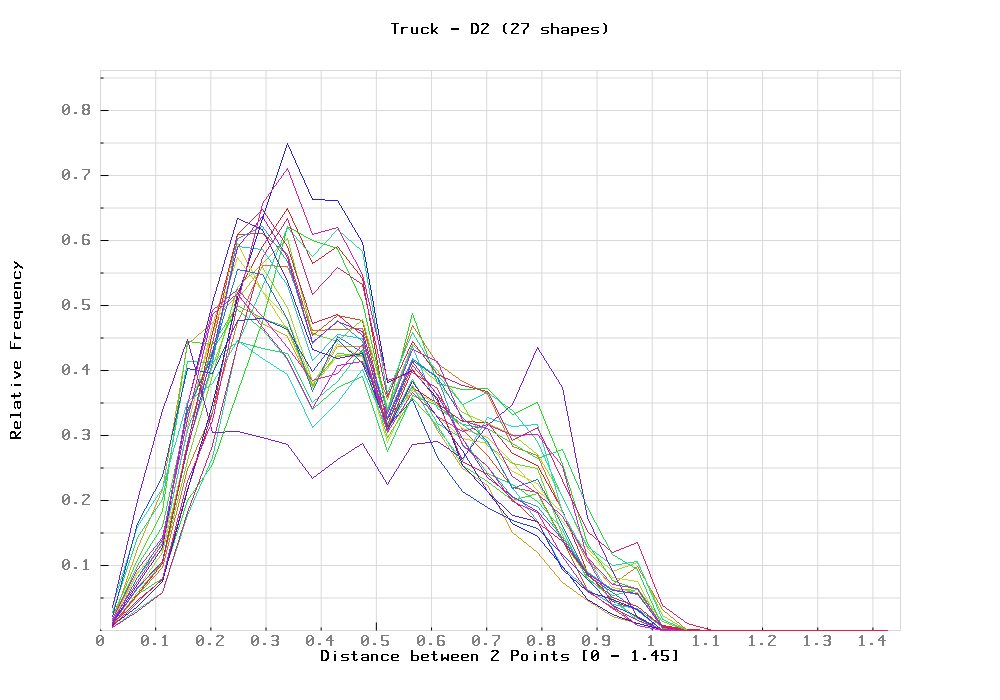 Truck - D2 (27 shapes)
Relative Frequency
0.8
0.7
0.6
0.5
0.4
0.3
0.2
0.1
0 0.1 0.2 0.3 0.4 0.5 0.6 0.7 0.8 0.9 1 1.1 1.2 1.3 1.4
Distance between 2 Points [0 - 1.45]